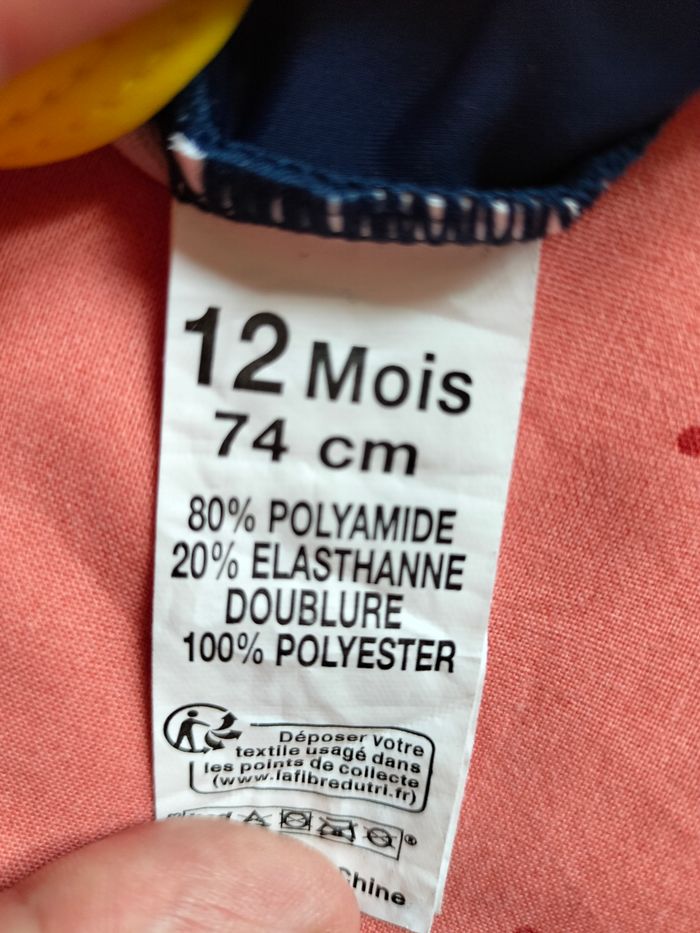 12 Mois
74 cm
80% POLYAMIDE
20% ELASTHANNE
DOUBLURE
100% POLYESTER
Déposer votre
textile usagé dans
les points de collecte
(www.lafibredutri.fr)
®